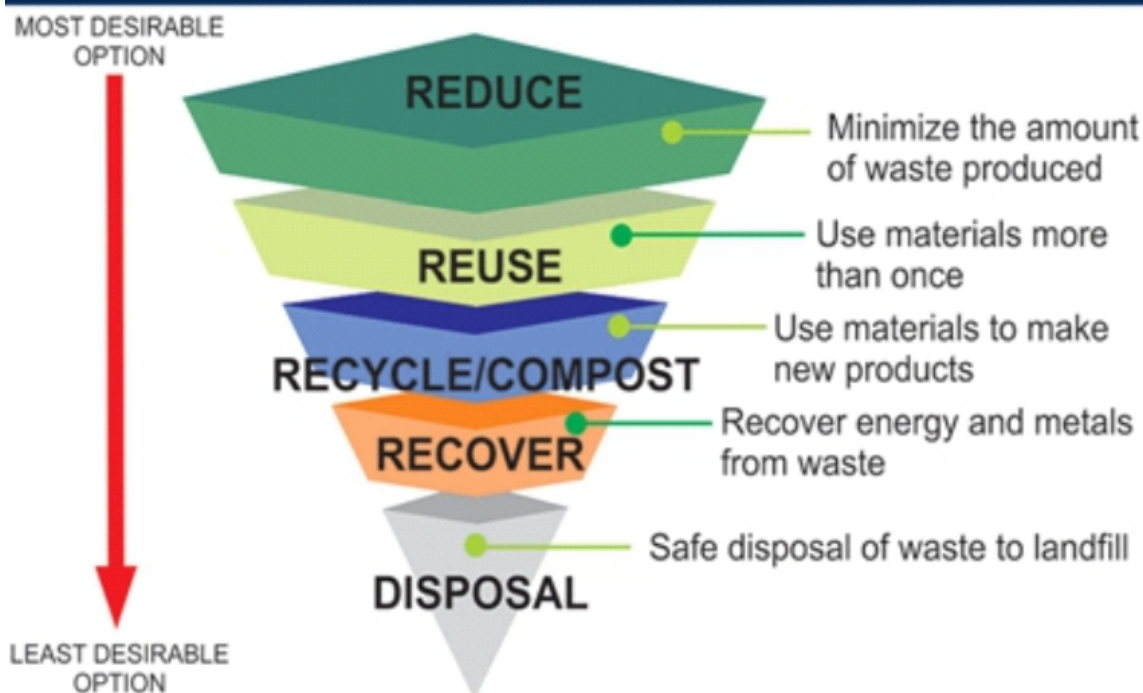 MOST DESIRABLE
OPTION
REDUCE
Minimize the amount
of waste produced
REUSE
Use materials more
than once
RECYCLE/COMPOST
Use materials to make
new products
RECOVER
Recover energy and metals
from waste
DISPOSAL
Safe disposal of waste to landfill
LEAST DESIRABLE
OPTION